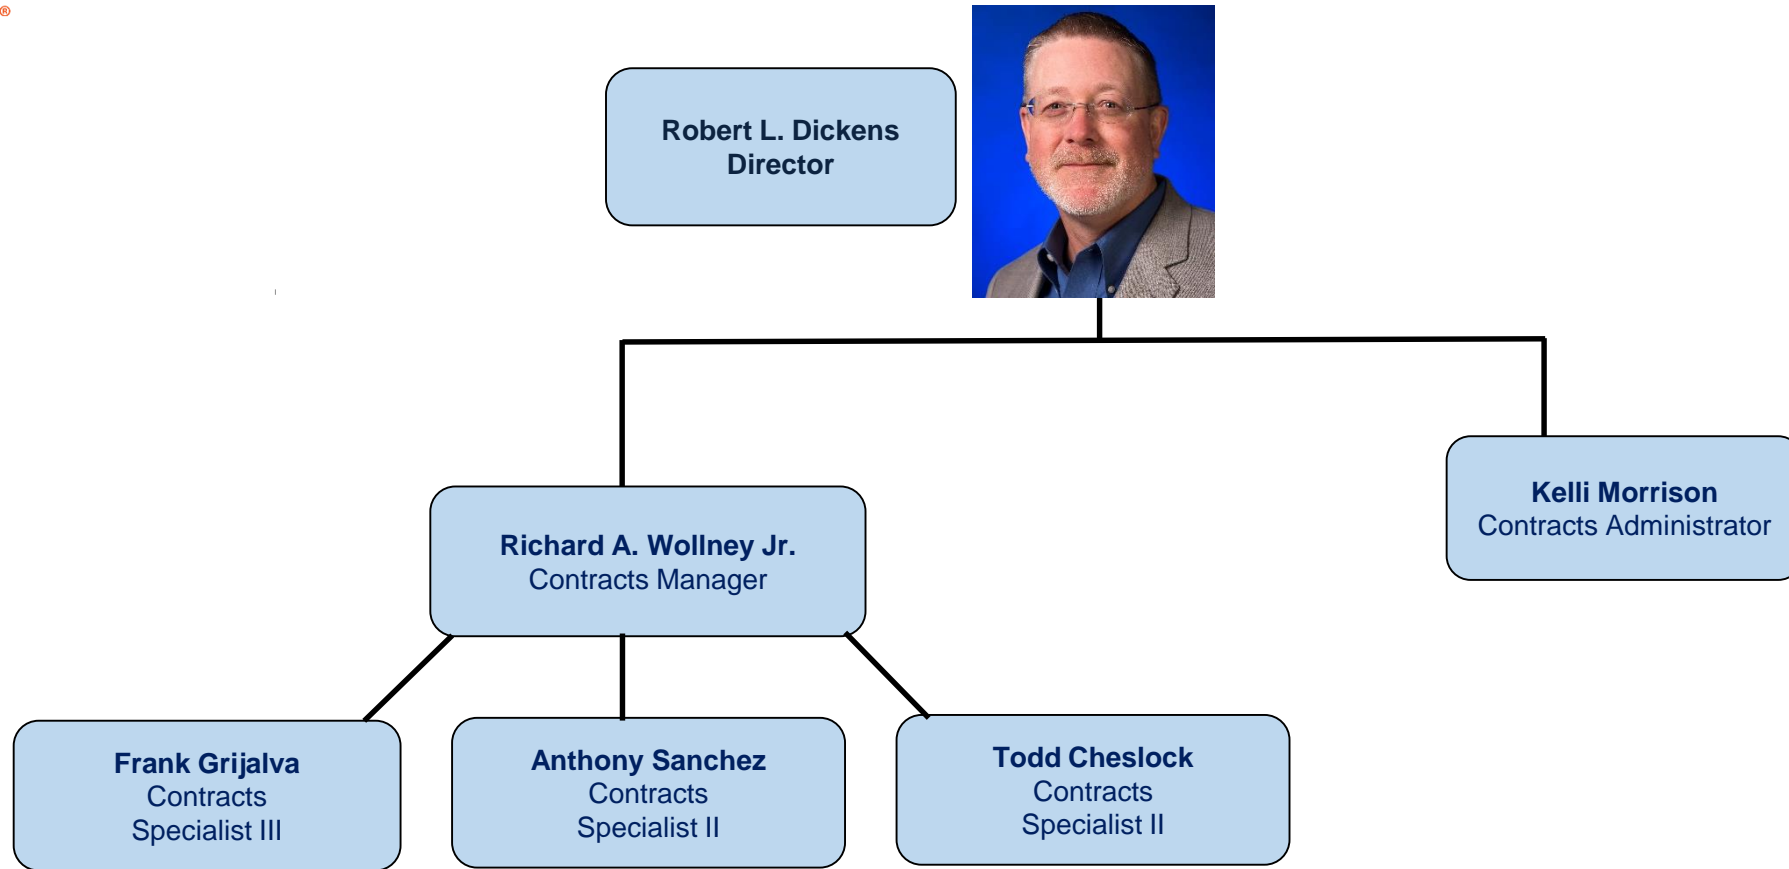 ®
Robert L. Dickens
Director
Kelli Morrison
Contracts Administrator
Richard A. Wollney Jr.
Contracts Manager
Frank Grijalva
Contracts
Specialist III
Anthony Sanchez
Contracts
Specialist II
Todd Cheslock
Contracts
Specialist II